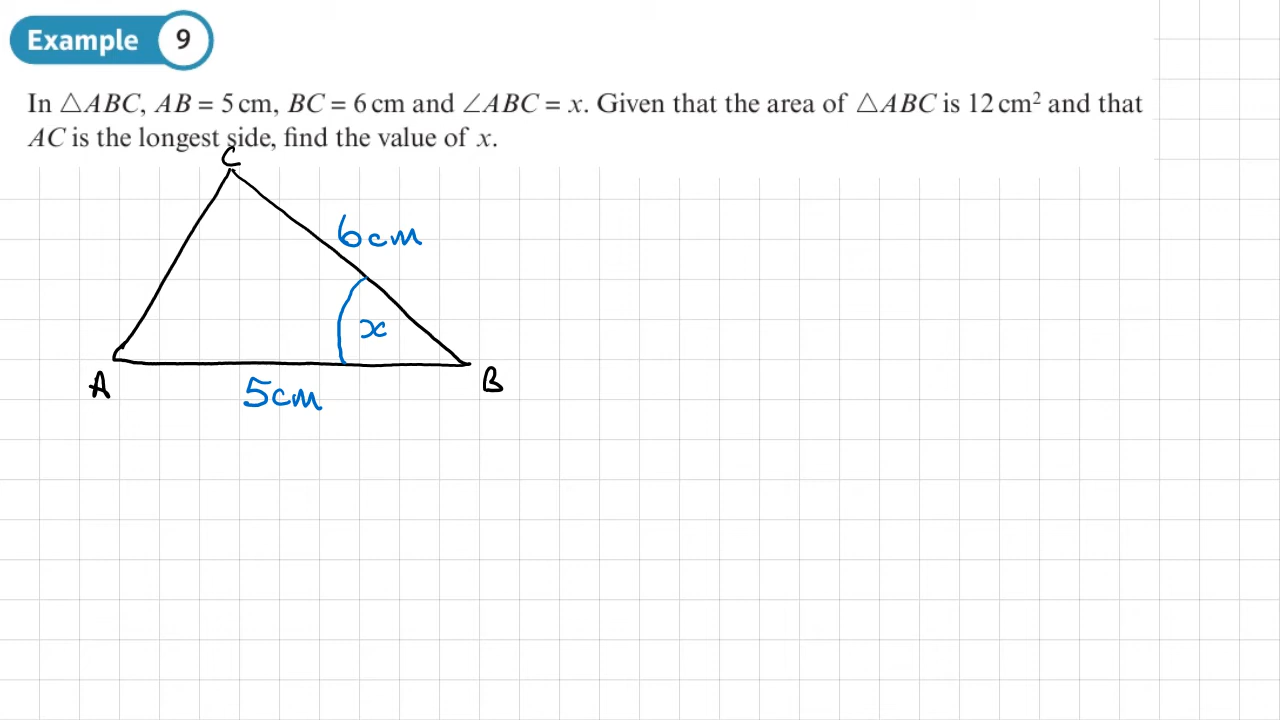 Example 9
In △ABC, AB = 5 cm, BC = 6 cm and ∠ABC = x. Given that the area of △ABC is 12 cm² and that
AC is the longest side, find the value of x.
C
6cm
x
A
B
5cm